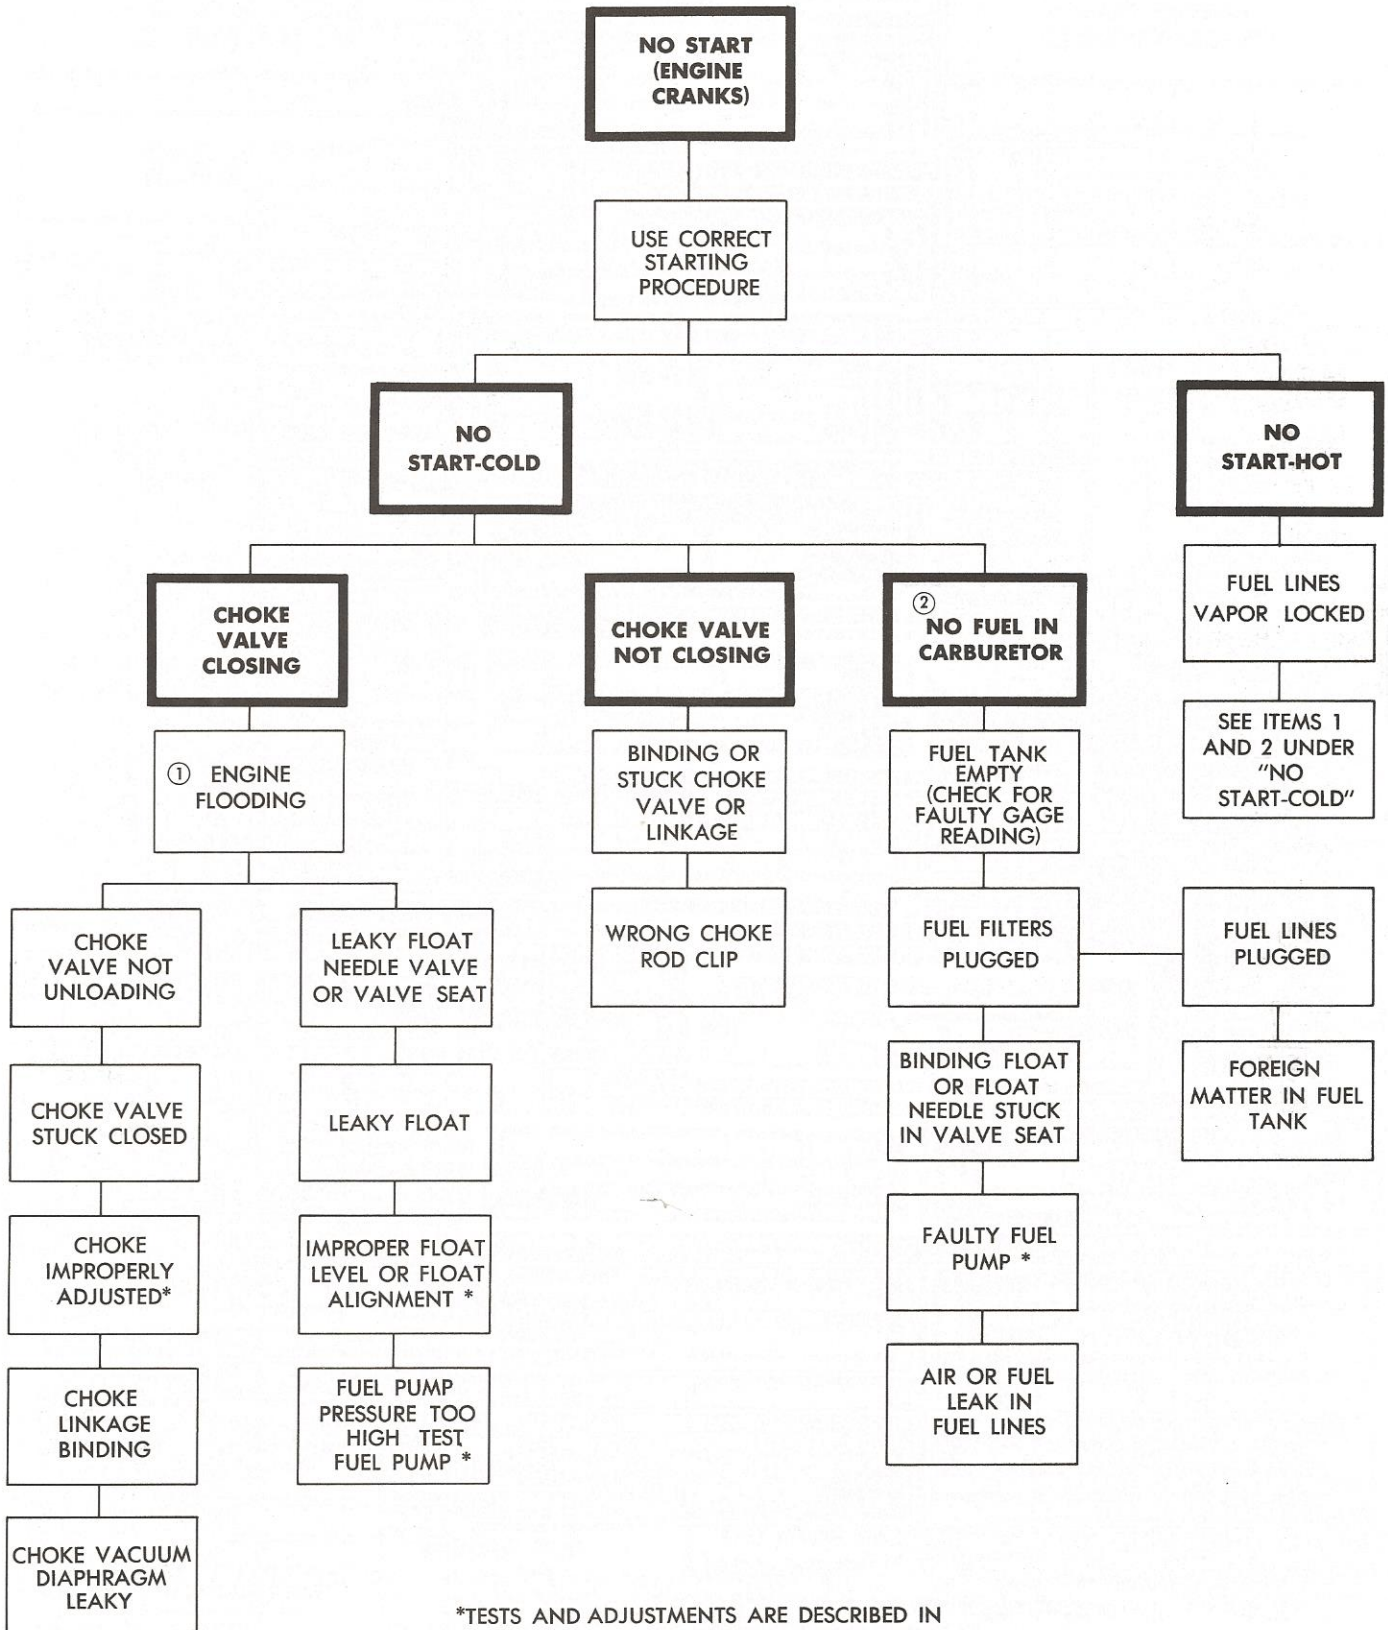 NO START
(ENGINE
CRANKS)
USE CORRECT
STARTING
PROCEDURE
NO
START-COLD
NO
START-HOT
CHOKE
VALVE
CLOSING
CHOKE VALVE
NOT CLOSING
②
NO FUEL IN
CARBURETOR
FUEL LINES
VAPOR LOCKED
① ENGINE
FLOODING
BINDING OR
STUCK CHOKE
VALVE OR
LINKAGE
FUEL TANK
EMPTY
(CHECK FOR
FAULTY GAGE
READING)
SEE ITEMS 1
AND 2 UNDER
"NO
START-COLD"
CHOKE
VALVE NOT
UNLOADING
LEAKY FLOAT
NEEDLE VALVE
OR VALVE SEAT
WRONG CHOKE
ROD CLIP
FUEL FILTERS
PLUGGED
FUEL LINES
PLUGGED
CHOKE VALVE
STUCK CLOSED
LEAKY FLOAT
BINDING FLOAT
OR FLOAT
NEEDLE STUCK
IN VALVE SEAT
FOREIGN
MATTER IN FUEL
TANK
CHOKE
IMPROPERLY
ADJUSTED*
IMPROPER FLOAT
LEVEL OR FLOAT
ALIGNMENT *
FAULTY FUEL
PUMP *
CHOKE
LINKAGE
BINDING
FUEL PUMP
PRESSURE TOO
HIGH TEST
FUEL PUMP *
AIR OR FUEL
LEAK IN
FUEL LINES
CHOKE VACUUM
DIAPHRAGM
LEAKY
*TESTS AND ADJUSTMENTS ARE DESCRIBED IN